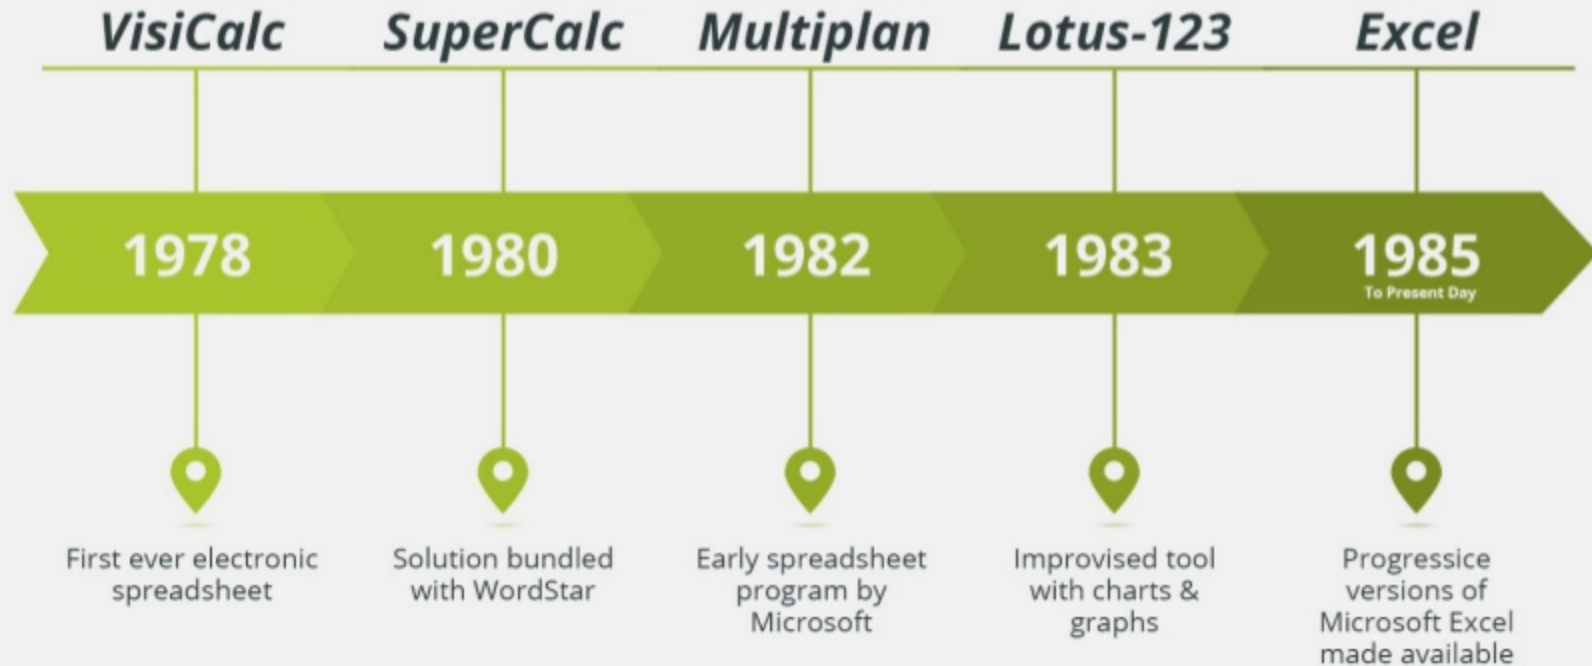 VisiCalc
SuperCalc
Multiplan
Lotus-123
Excel
1978
1980
1982
1983
1985
To Present Day
First ever electronic
spreadsheet
Solution bundled
with WordStar
Early spreadsheet
program by
Microsoft
Improvised tool
with charts &
graphs
Progressice
versions of
Microsoft Excel
made available